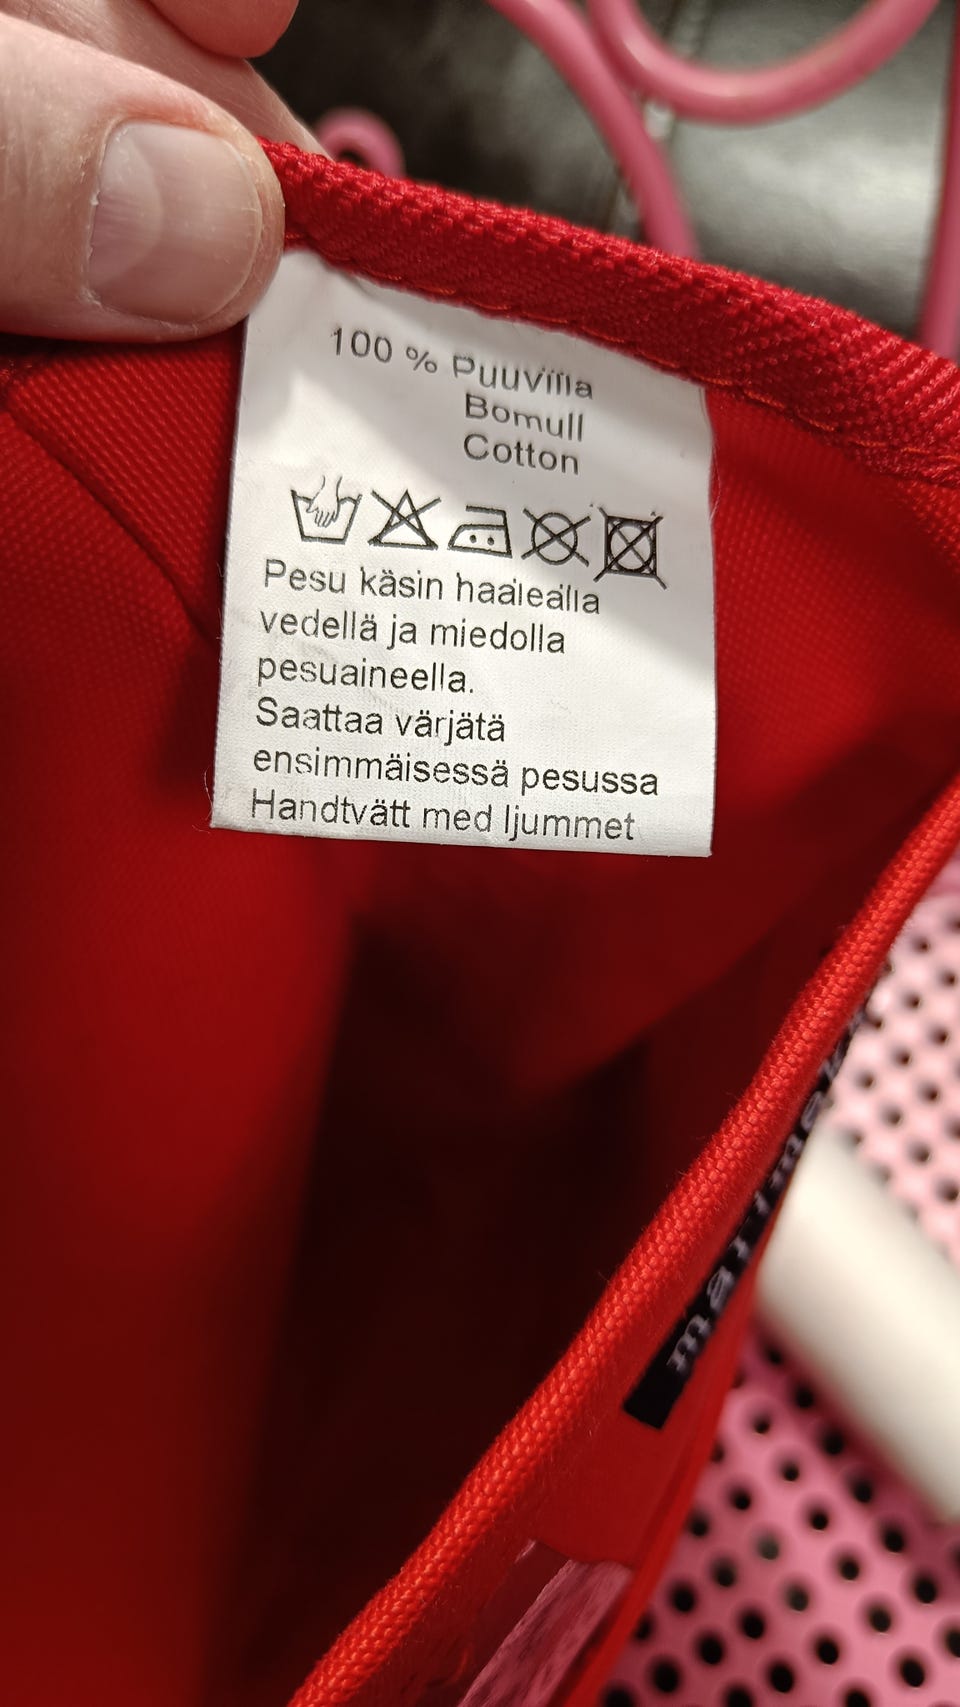 100 % Puuvilla
Bomull
Cotton
Pesu käsin haalealla
vedellä ja miedolla
pesuaineella.
Saattaa värjätä
ensimmäisessä pesussa
Handtvätt med ljummet